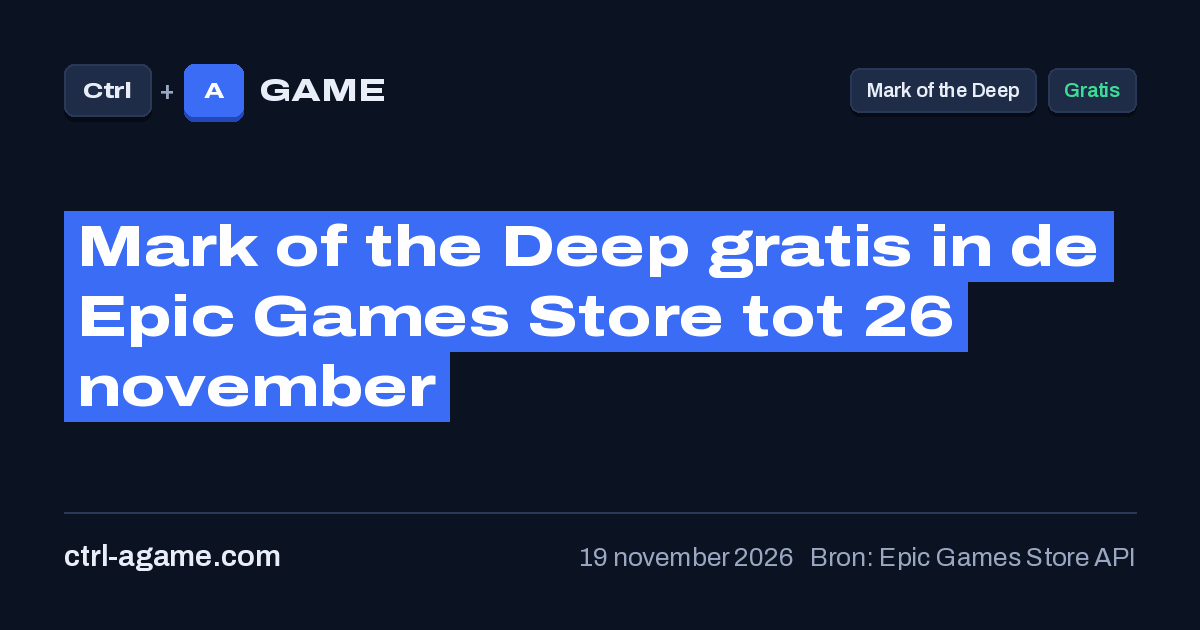 Ctrl + A GAME
Mark of the Deep Gratis
Mark of the Deep gratis in de
Epic Games Store tot 26
november
ctrl-agame.com
19 november 2026 Bron: Epic Games Store API